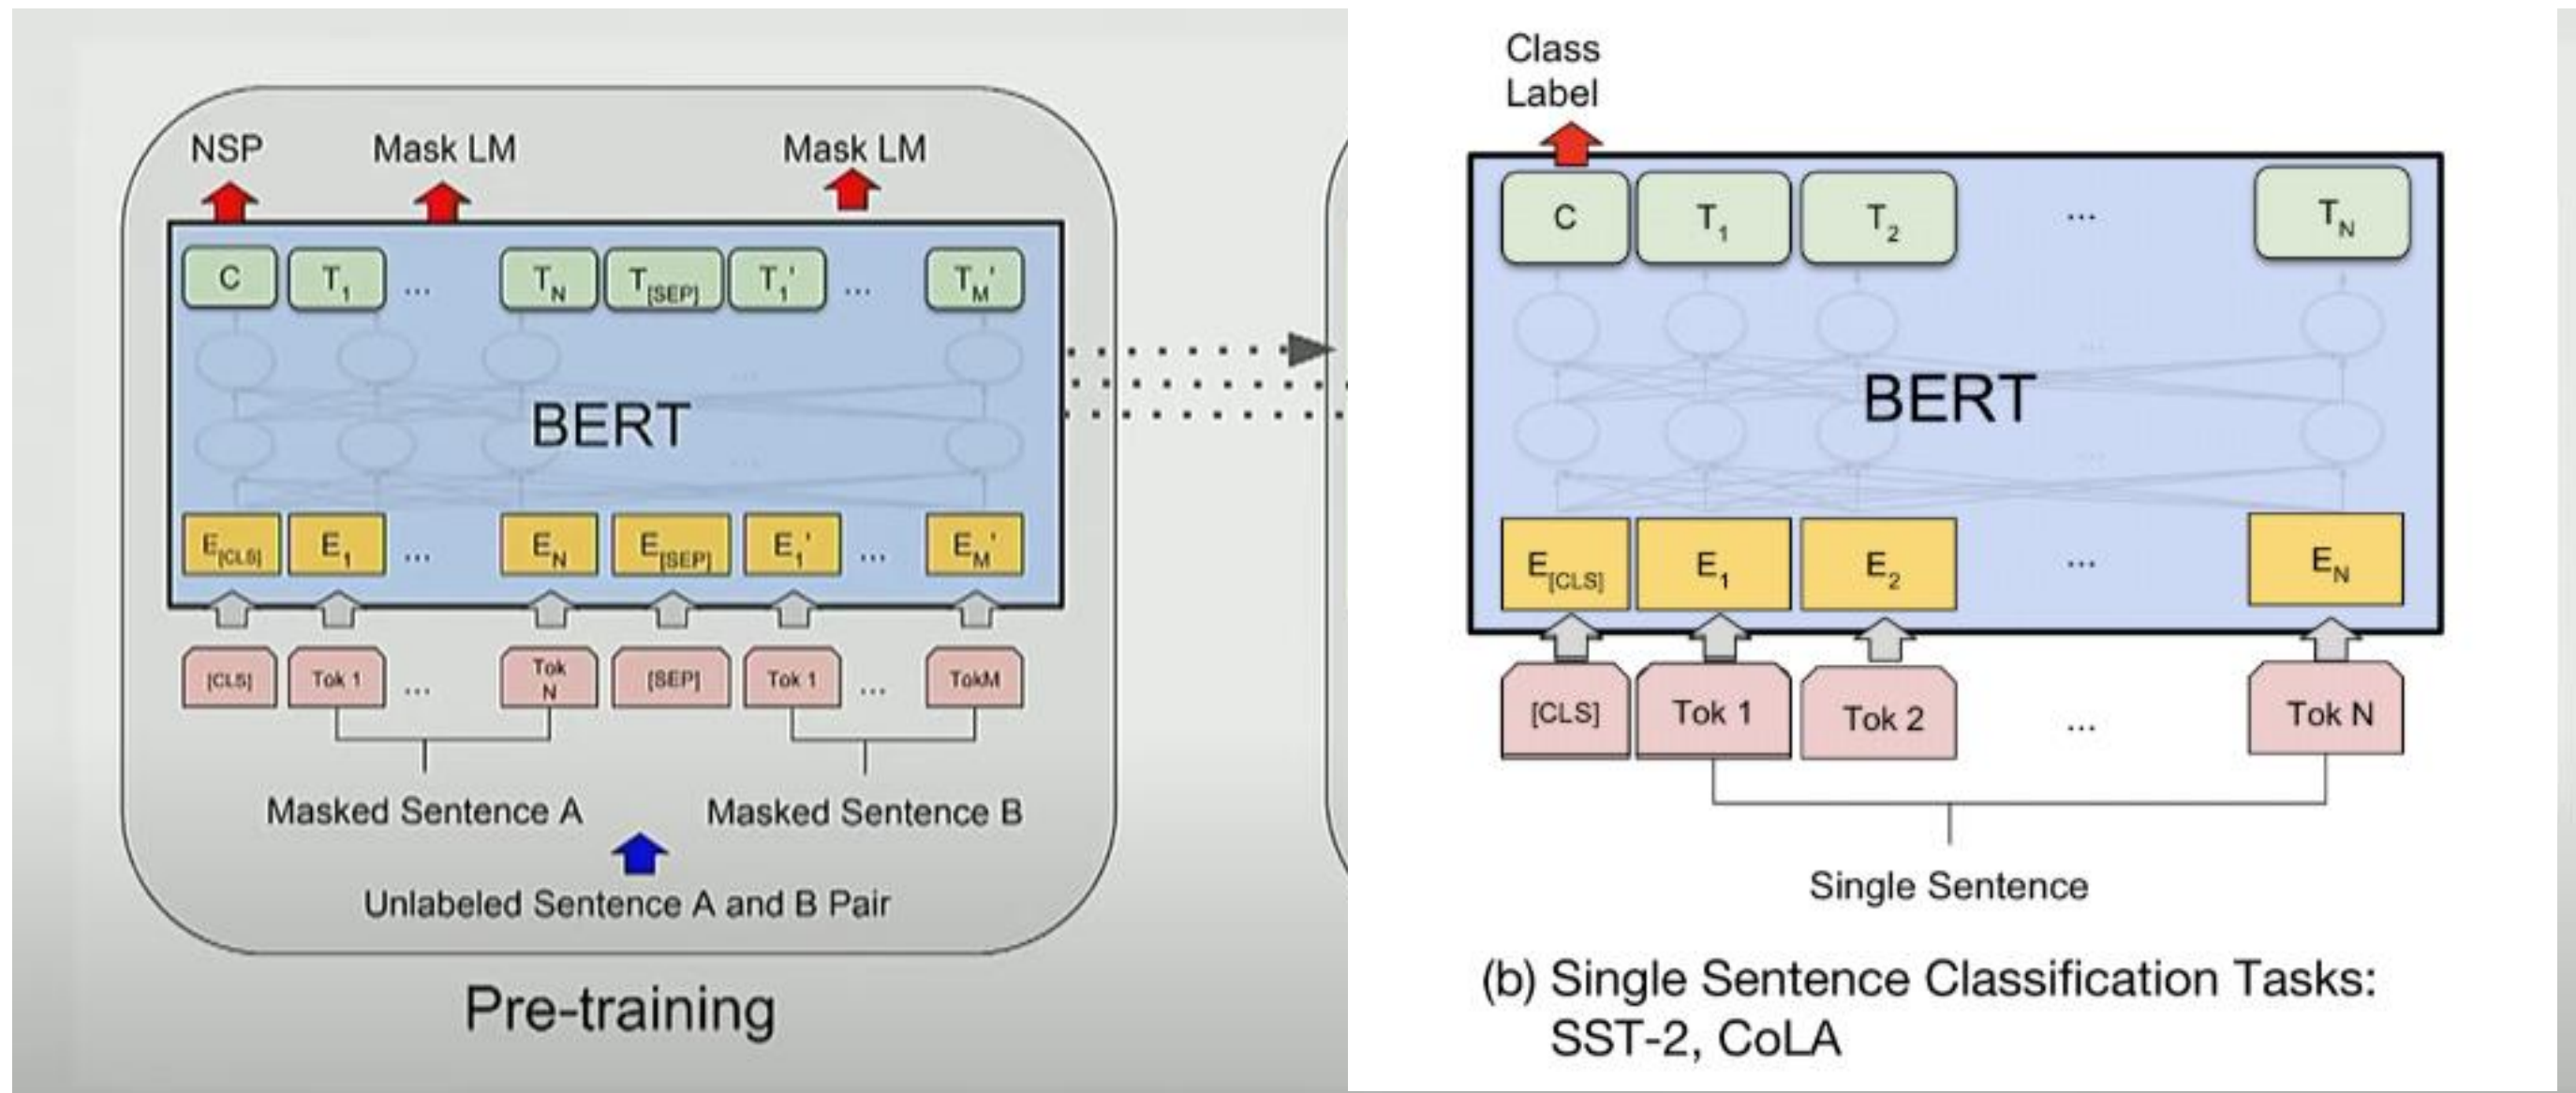 NSP
Mask LM
Mask LM
C
T1
...
TN
T[SEP]
T1'
...
TM'
BERT
E[CLS]
E1
...
EN
E[SEP]
E1'
...
EM'
[CLS]
Tok 1
...
Tok
N
[SEP]
Tok 1
...
TokM
Masked Sentence A
Masked Sentence B
Unlabeled Sentence A and B Pair
Pre-training
Class
Label
C
T1
T2
...
TN
BERT
E[CLS]
E1
E2
...
EN
[CLS]
Tok 1
Tok 2
...
Tok N
Single Sentence
(b) Single Sentence Classification Tasks:
SST-2, CoLA